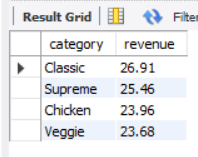 Result Grid Filter
category revenue
Classic 26.91
Supreme 25.46
Chicken 23.96
Veggie 23.68